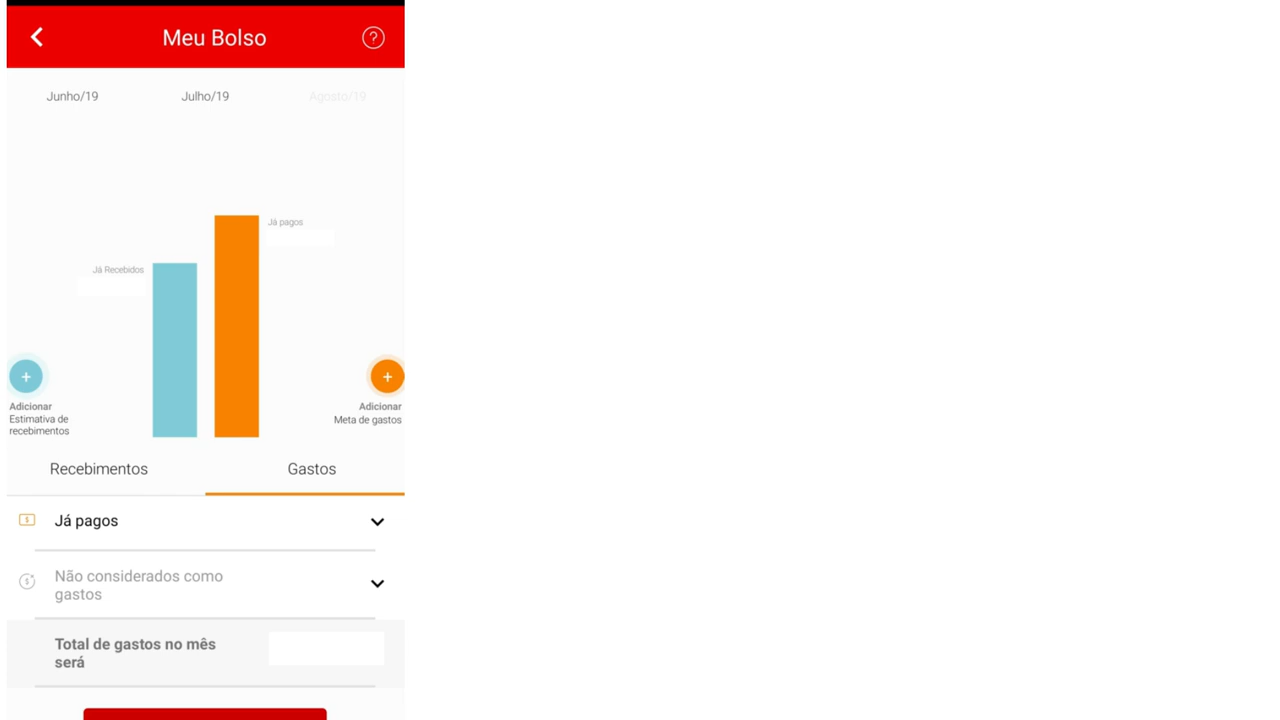 Meu Bolso
Junho/19
Julho/19
Agosto/19
Já pagos
Já Recebidos
Adicionar
Estimativa de
recebimentos
Adicionar
Meta de gastos
Recebimentos
Gastos
Já pagos
Não considerados como
gastos
Total de gastos no mês
será